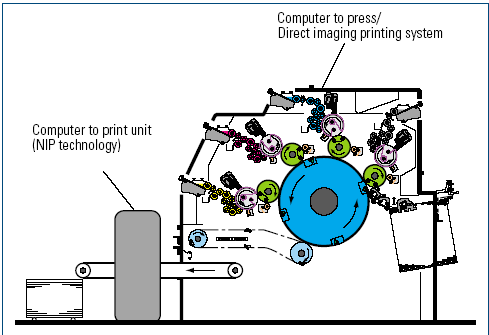 Computer to press/
Direct imaging printing system
Computer to print unit
(NIP technology)